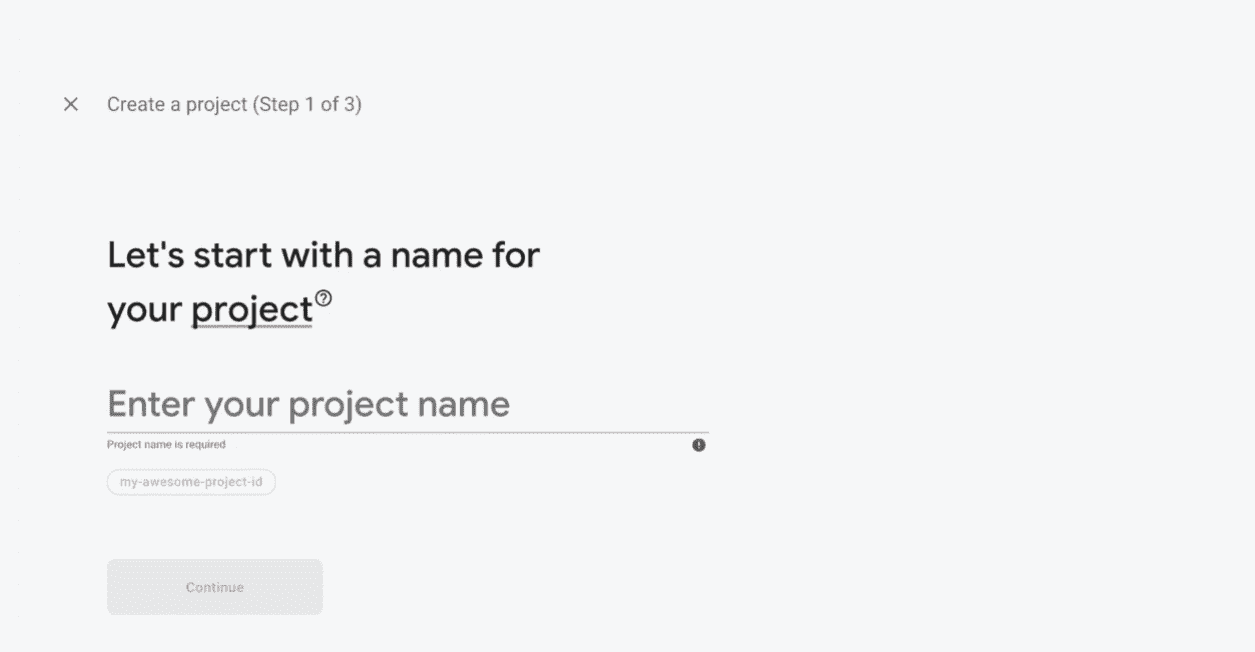 Create a project (Step 1 of 3)
Let's start with a name for
your project
Enter your project name
Project name is required
my-awesome-project-id
Continue